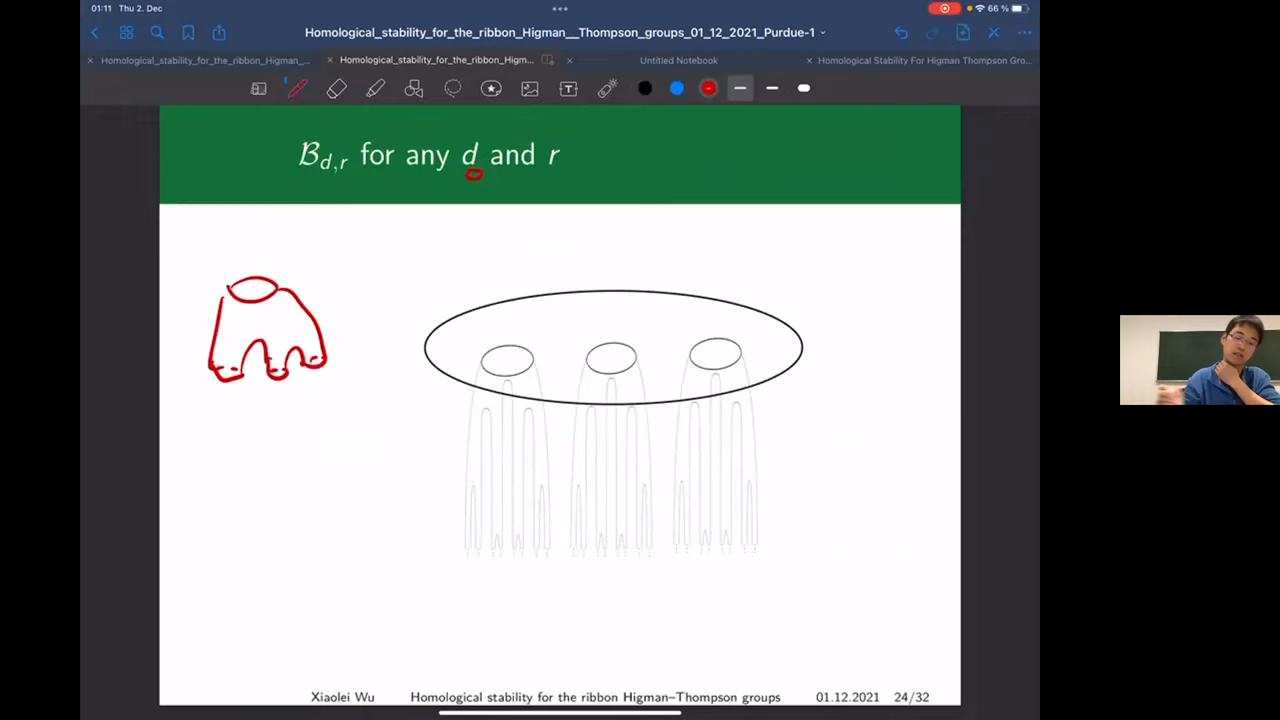 01:11 Thu 2. Dec
66 %
Homological_stability_for_the_ribbon_Higman__Thompson_groups_01_12_2021_Purdue-1
Homological_stability_for_the_ribbon_Higman_... Homological_stability_for_the_ribbon_Higm... Untitled Notebook Homological Stability For Higman Thompson Gro...
T
ℬ_{d,r} for any d and r
Xiaolei Wu Homological stability for the ribbon Higman–Thompson groups 01.12.2021 24/32